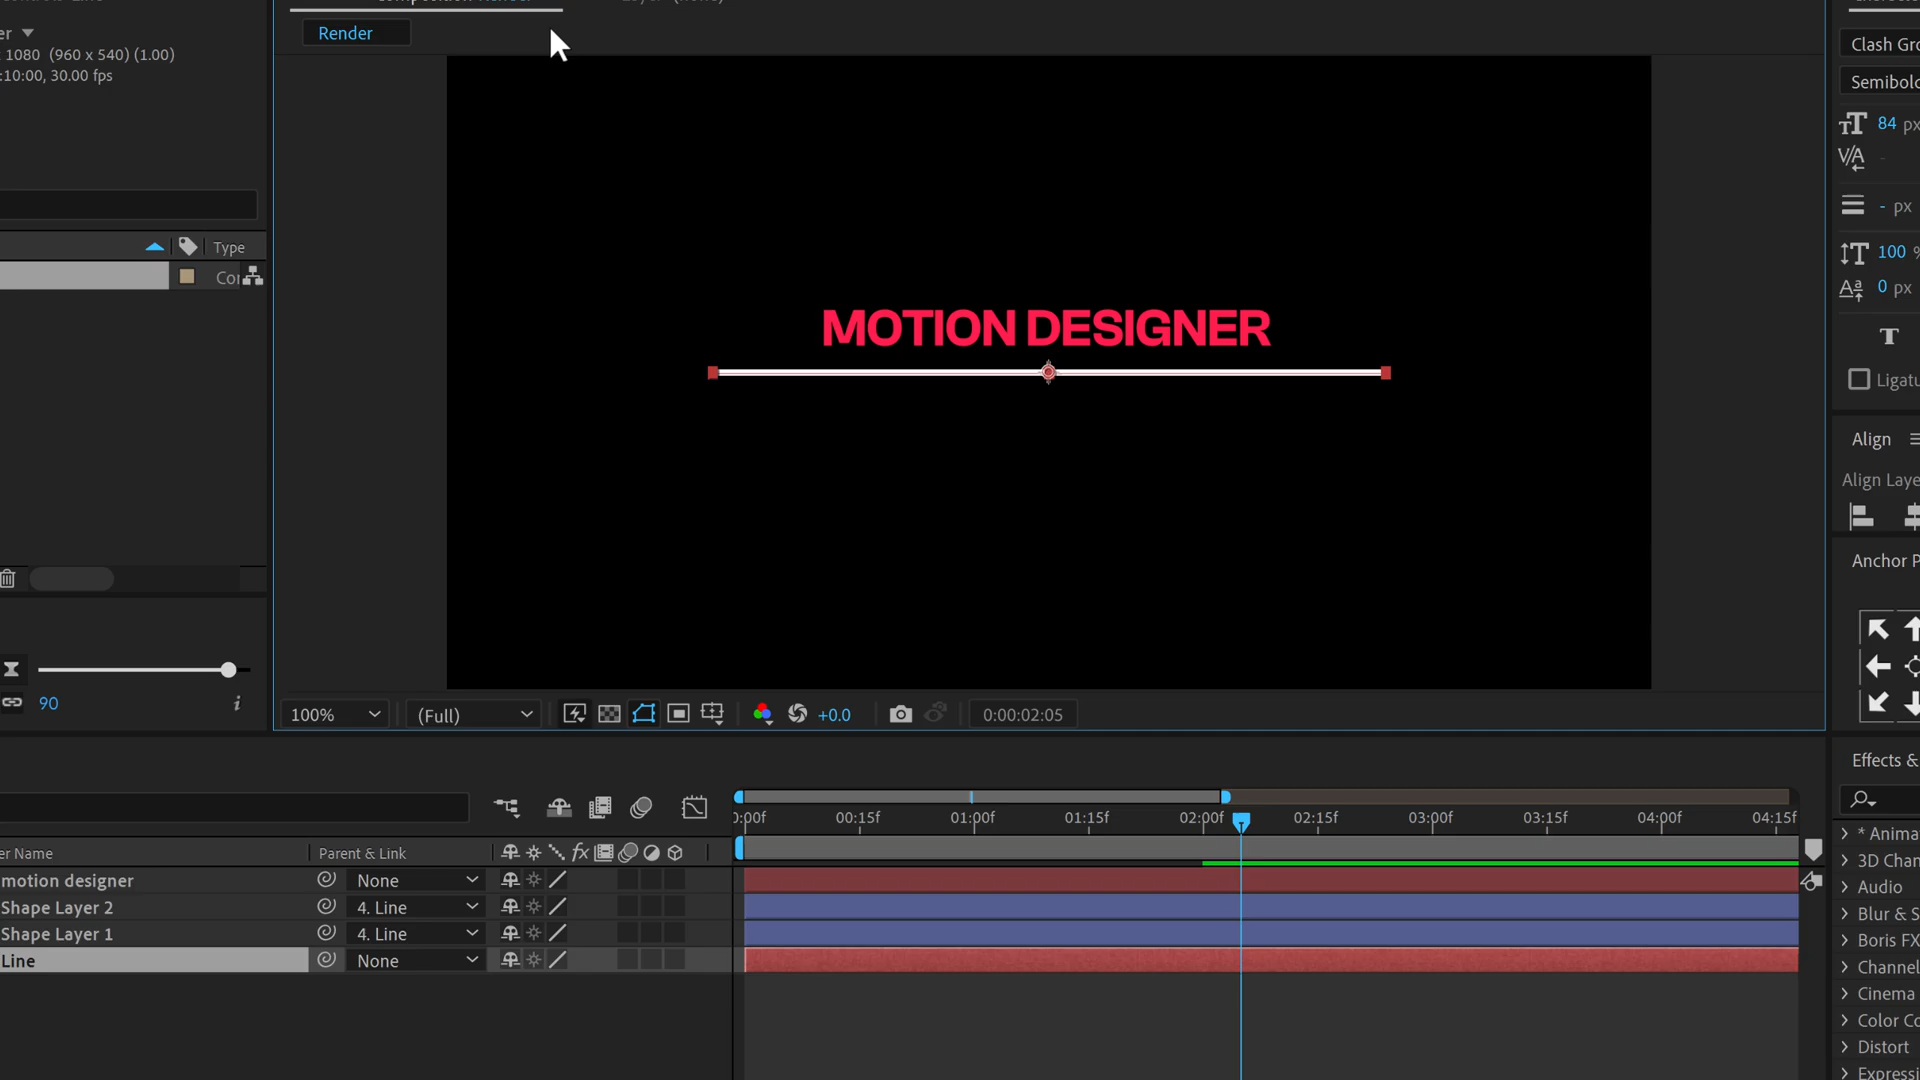 Render
1080 (960 x 540) (1.00)
:10:00, 30.00 fps
Type
90
MOTION DESIGNER
100%
(Full)
+0.0
0:00:02:05
Clash Gro
Semibold
84 px
- px
100 %
0 px
Ligatu
Align
Align Laye
Anchor P
Effects &
* Animat
3D Chan
Audio
Blur & S
Boris FX
Channel
Cinema
Color Co
Distort
Expressi
:00f
00:15f
01:00f
01:15f
02:00f
02:15f
03:00f
03:15f
04:00f
04:15f
er Name
Parent & Link
fx
motion designer
None
Shape Layer 2
4. Line
Shape Layer 1
4. Line
Line
None